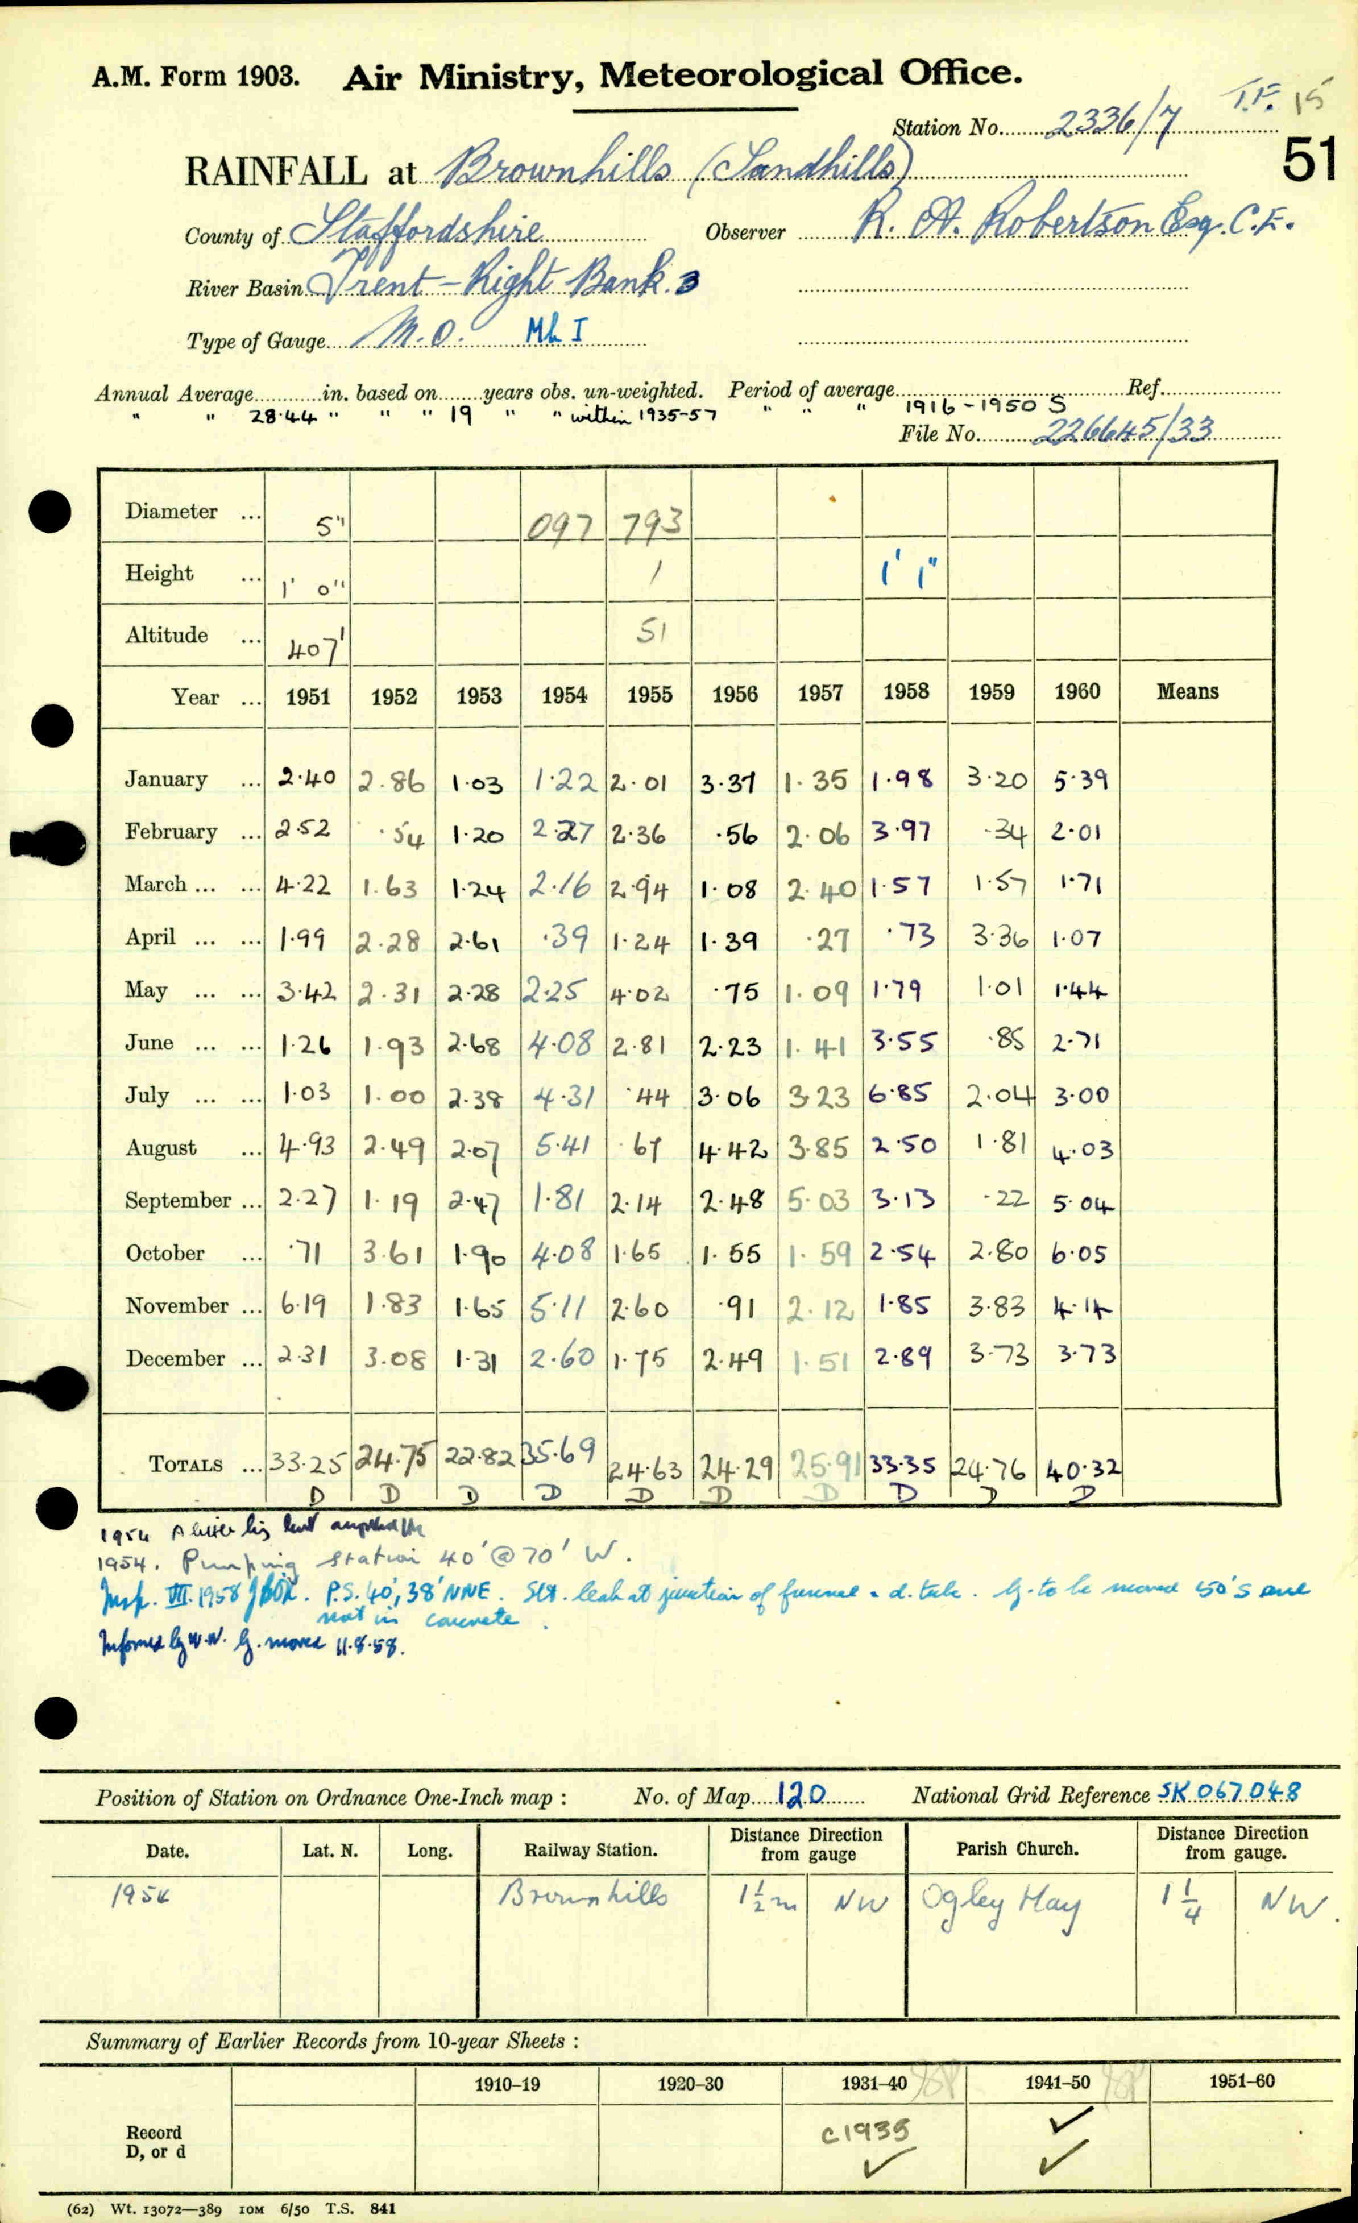 A.M. Form 1903. Air Ministry, Meteorological Office.
T.F. 15
Station No. 2336/7
51
RAINFALL at Brownhills (Sandhills)
County of Staffordshire Observer R. A. Robertson Esq. C.E.
River Basin Trent - Right Bank. 3
Type of Gauge M.O. Mk I
Annual Average in. based on years obs. un-weighted. Period of average Ref.
" " 28.44 " " " 19 " " within 1935-57 " " " 1916-1950 S
File No. 226645/33
Diameter ... 5" 097 793
Height ... 1' 0" 1 1' 1"
Altitude ... 407' 51
Year ... 1951 1952 1953 1954 1955 1956 1957 1958 1959 1960 Means
January ... 2.40 2.86 1.03 1.22 2.01 3.37 1.35 1.98 3.20 5.39
February ... 2.52 .54 1.20 2.27 2.36 .56 2.06 3.97 .34 2.01
March ... ... 4.22 1.63 1.24 2.16 2.94 1.08 2.40 1.57 1.57 1.71
April ... ... 1.99 2.28 2.61 .39 1.24 1.39 .27 .73 3.36 1.07
May ... ... 3.42 2.31 2.28 2.25 4.02 .75 1.09 1.79 1.01 1.44
June ... ... 1.26 1.93 2.68 4.08 2.81 2.23 1.41 3.55 .85 2.71
July ... ... 1.03 1.00 2.38 4.31 .44 3.06 3.23 6.85 2.04 3.00
August ... 4.93 2.49 2.07 5.41 .67 4.42 3.85 2.50 1.81 4.03
September ... 2.27 1.19 2.47 1.81 2.14 2.48 5.03 3.13 .22 5.04
October ... .71 3.61 1.90 4.08 1.65 1.55 1.59 2.54 2.80 6.05
November ... 6.19 1.83 1.65 5.11 2.60 .91 2.12 1.85 3.83 4.14
December ... 2.31 3.08 1.31 2.60 1.75 2.49 1.51 2.89 3.73 3.73
TOTALS ... 33.25 24.75 22.82 35.69 24.63 24.29 25.91 33.35 24.76 40.32
D D D D D D D D D D
1954
1954. Pumping station 40' @ 70' W.
Insp. VII. 1958 P.S. 40', 38' NNE. Slt. leak at junction of funnel & d. tube. G. to be moved 50' S and
set in concrete.
Informed by W.W. G. moved 11.8.58.
Position of Station on Ordnance One-Inch map : No. of Map 120 National Grid Reference SK 067048
Date. Lat. N. Long. Railway Station. Distance Direction from gauge Parish Church. Distance Direction from gauge.
1954 Brownhills 1½ m NW Ogley Hay 1¼ NW.
Summary of Earlier Records from 10-year Sheets :
1910–19 1920–30 1931–40 1941–50 1951–60
Record D, or d c1935 ✓ ✓ ✓
(62) Wt. 13072—389 10M 6/50 T.S. 841